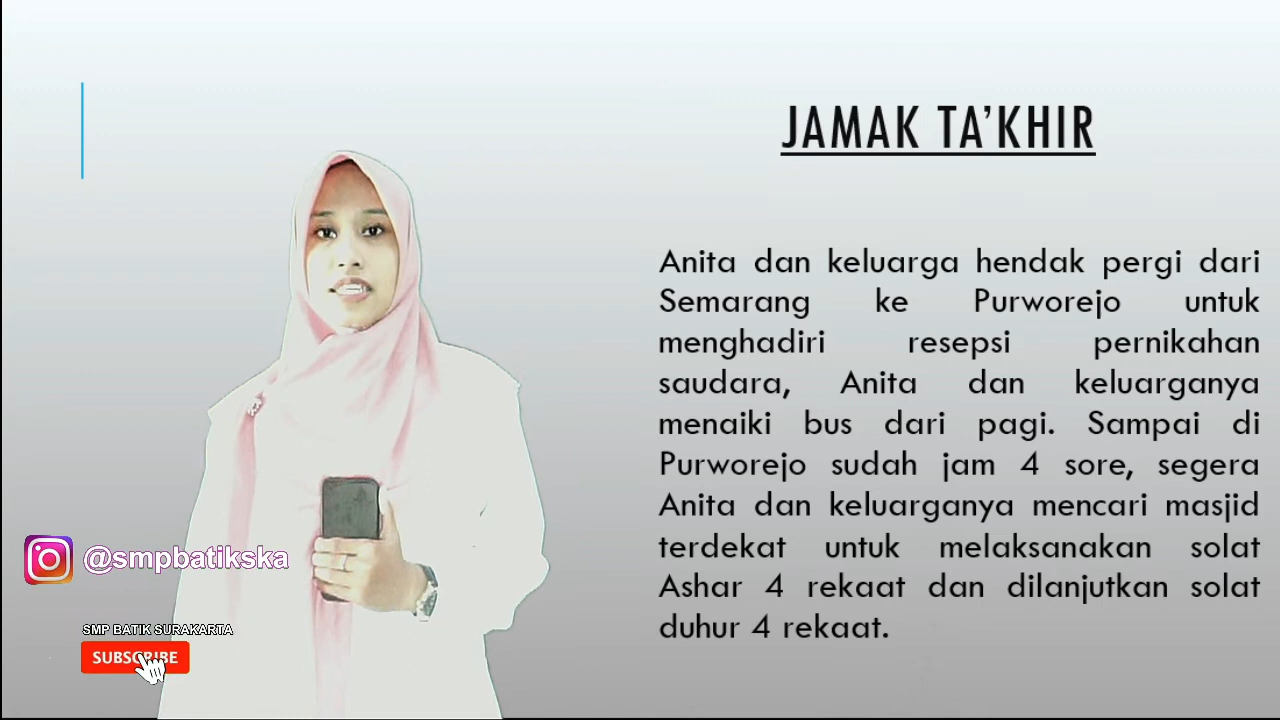 JAMAK TA’KHIR
Anita dan keluarga hendak pergi dari
Semarang ke Purworejo untuk
menghadiri resepsi pernikahan
saudara, Anita dan keluarganya
menaiki bus dari pagi. Sampai di
Purworejo sudah jam 4 sore, segera
Anita dan keluarganya mencari masjid
terdekat untuk melaksanakan solat
Ashar 4 rekaat dan dilanjutkan solat
duhur 4 rekaat.
@smpbatikska
SMP BATIK SURAKARTA
SUBSCRIBE